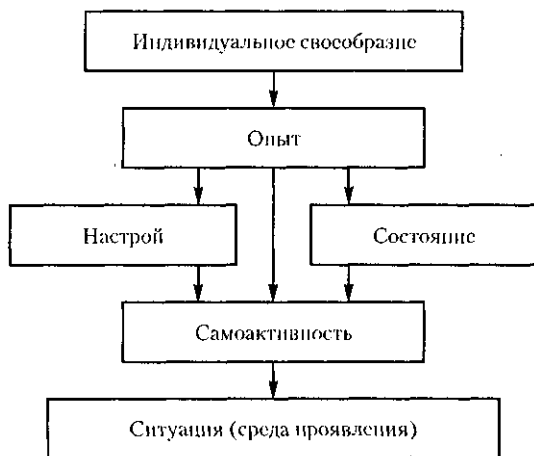 Индивидуальное своеобразие
Опыт
Настрой
Состояние
Самоактивность
Ситуация (среда проявления)